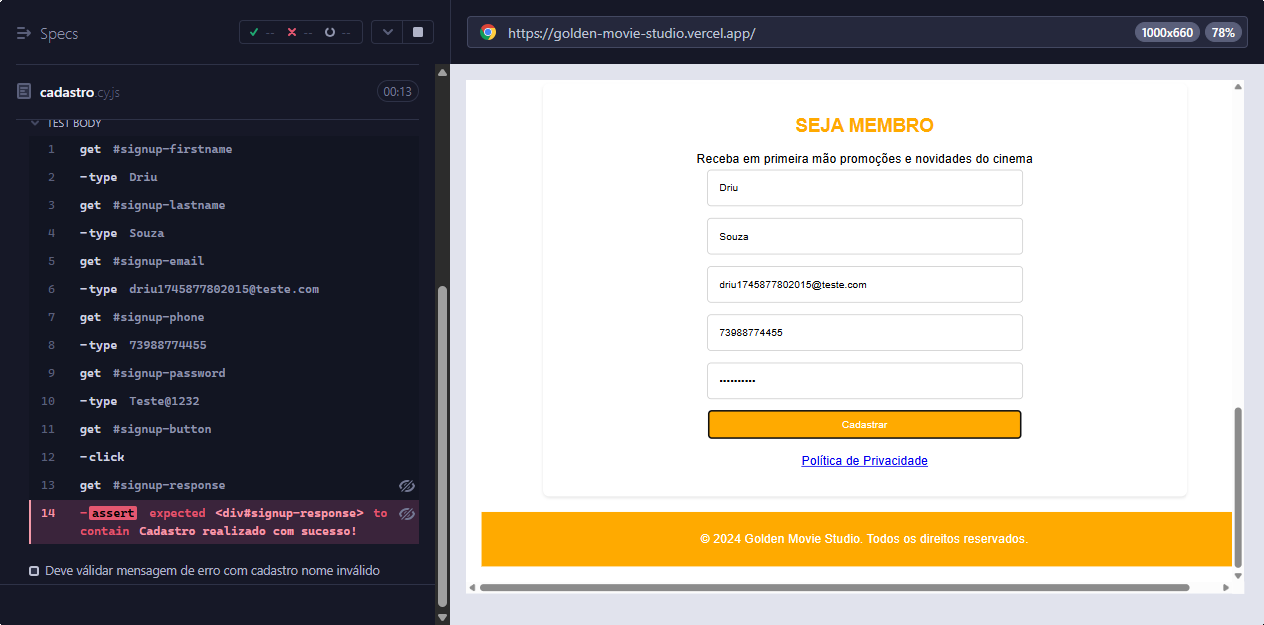 Specs
-- -- --
cadastro.cy.js
00:13
TEST BODY
1 get #signup-firstname
2 -type Driu
3 get #signup-lastname
4 -type Souza
5 get #signup-email
6 -type driu1745877802015@teste.com
7 get #signup-phone
8 -type 73988774455
9 get #signup-password
10 -type Teste@1232
11 get #signup-button
12 -click
13 get #signup-response
14 -assert expected <div#signup-response> to
contain Cadastro realizado com sucesso!
Deve válidar mensagem de erro com cadastro nome inválido
https://golden-movie-studio.vercel.app/
1000x660
78%
SEJA MEMBRO
Receba em primeira mão promoções e novidades do cinema
Driu
Souza
driu1745877802015@teste.com
73988774455
••••••••••
Cadastrar
Política de Privacidade
© 2024 Golden Movie Studio. Todos os direitos reservados.